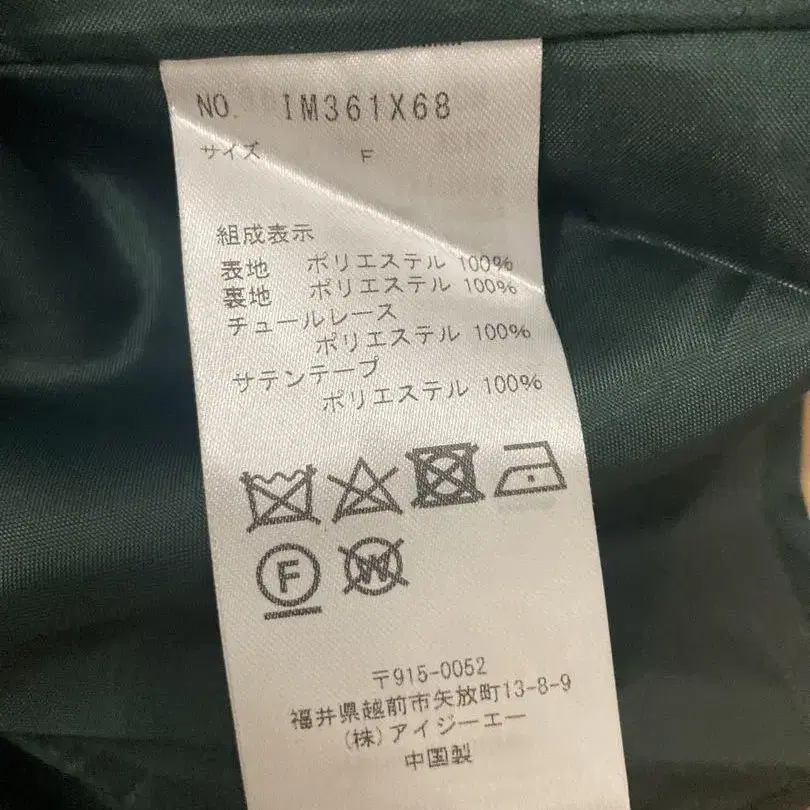 NO. IM361X68
サイズ F
組成表示
表地 ポリエステル 100%
裏地 ポリエステル 100%
チュールレース
ポリエステル 100%
サテンテープ
ポリエステル 100%
F W
〒915-0052
福井県越前市矢放町13-8-9
(株)アイジーエー
中国製